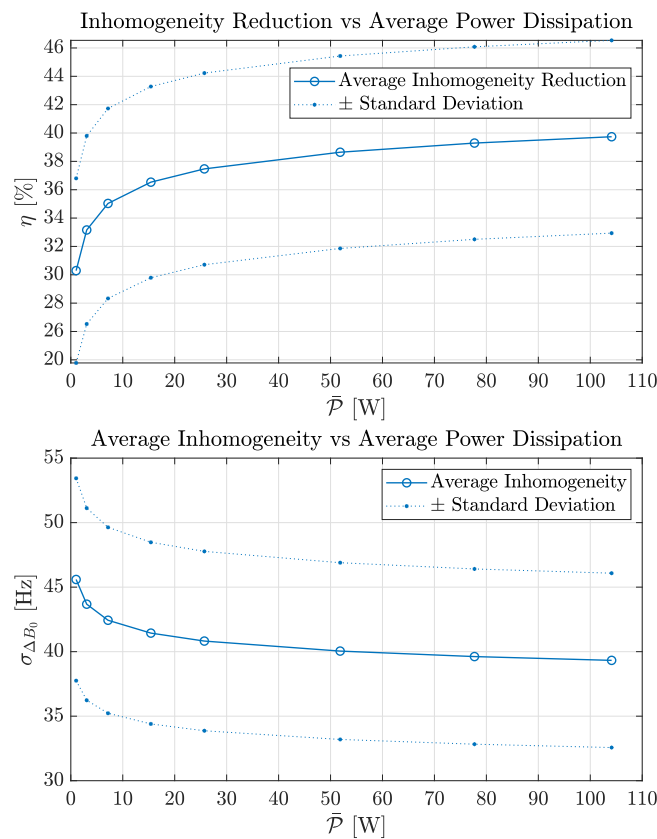 Inhomogeneity Reduction vs Average Power Dissipation
46
44
42
40
38
36
34
32
30
28
26
20
η [%]
Average Inhomogeneity Reduction
± Standard Deviation
0 10 20 30 40 50 60 70 80 90 100 110
P̄ [W]
Average Inhomogeneity vs Average Power Dissipation
55
50
45
40
35
30
σ_{ΔB₀} [Hz]
Average Inhomogeneity
± Standard Deviation
0 10 20 30 40 50 60 70 80 90 100 110
P̄ [W]